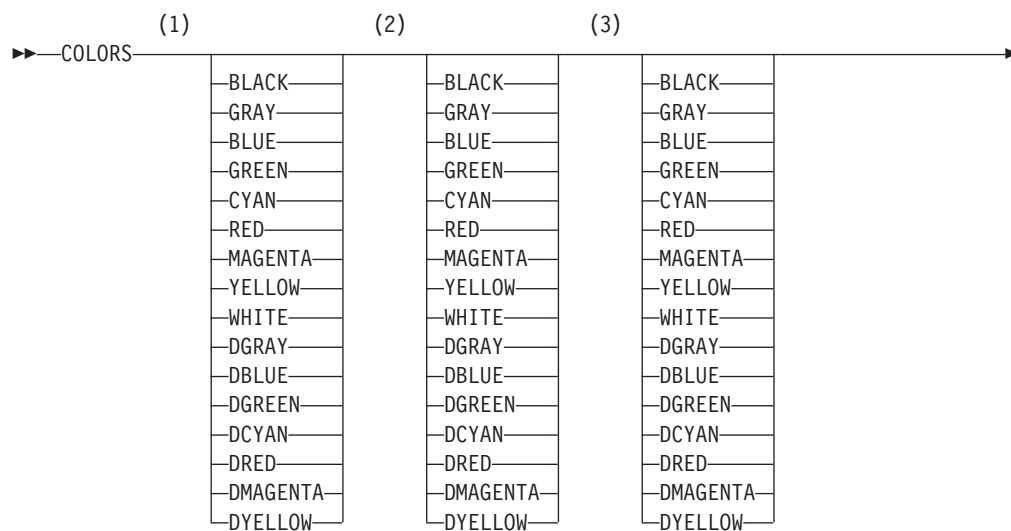 (1) (2) (3)
COLORS
BLACK BLACK BLACK
GRAY GRAY GRAY
BLUE BLUE BLUE
GREEN GREEN GREEN
CYAN CYAN CYAN
RED RED RED
MAGENTA MAGENTA MAGENTA
YELLOW YELLOW YELLOW
WHITE WHITE WHITE
DGRAY DGRAY DGRAY
DBLUE DBLUE DBLUE
DGREEN DGREEN DGREEN
DCYAN DCYAN DCYAN
DRED DRED DRED
DMAGENTA DMAGENTA DMAGENTA
DYELLOW DYELLOW DYELLOW